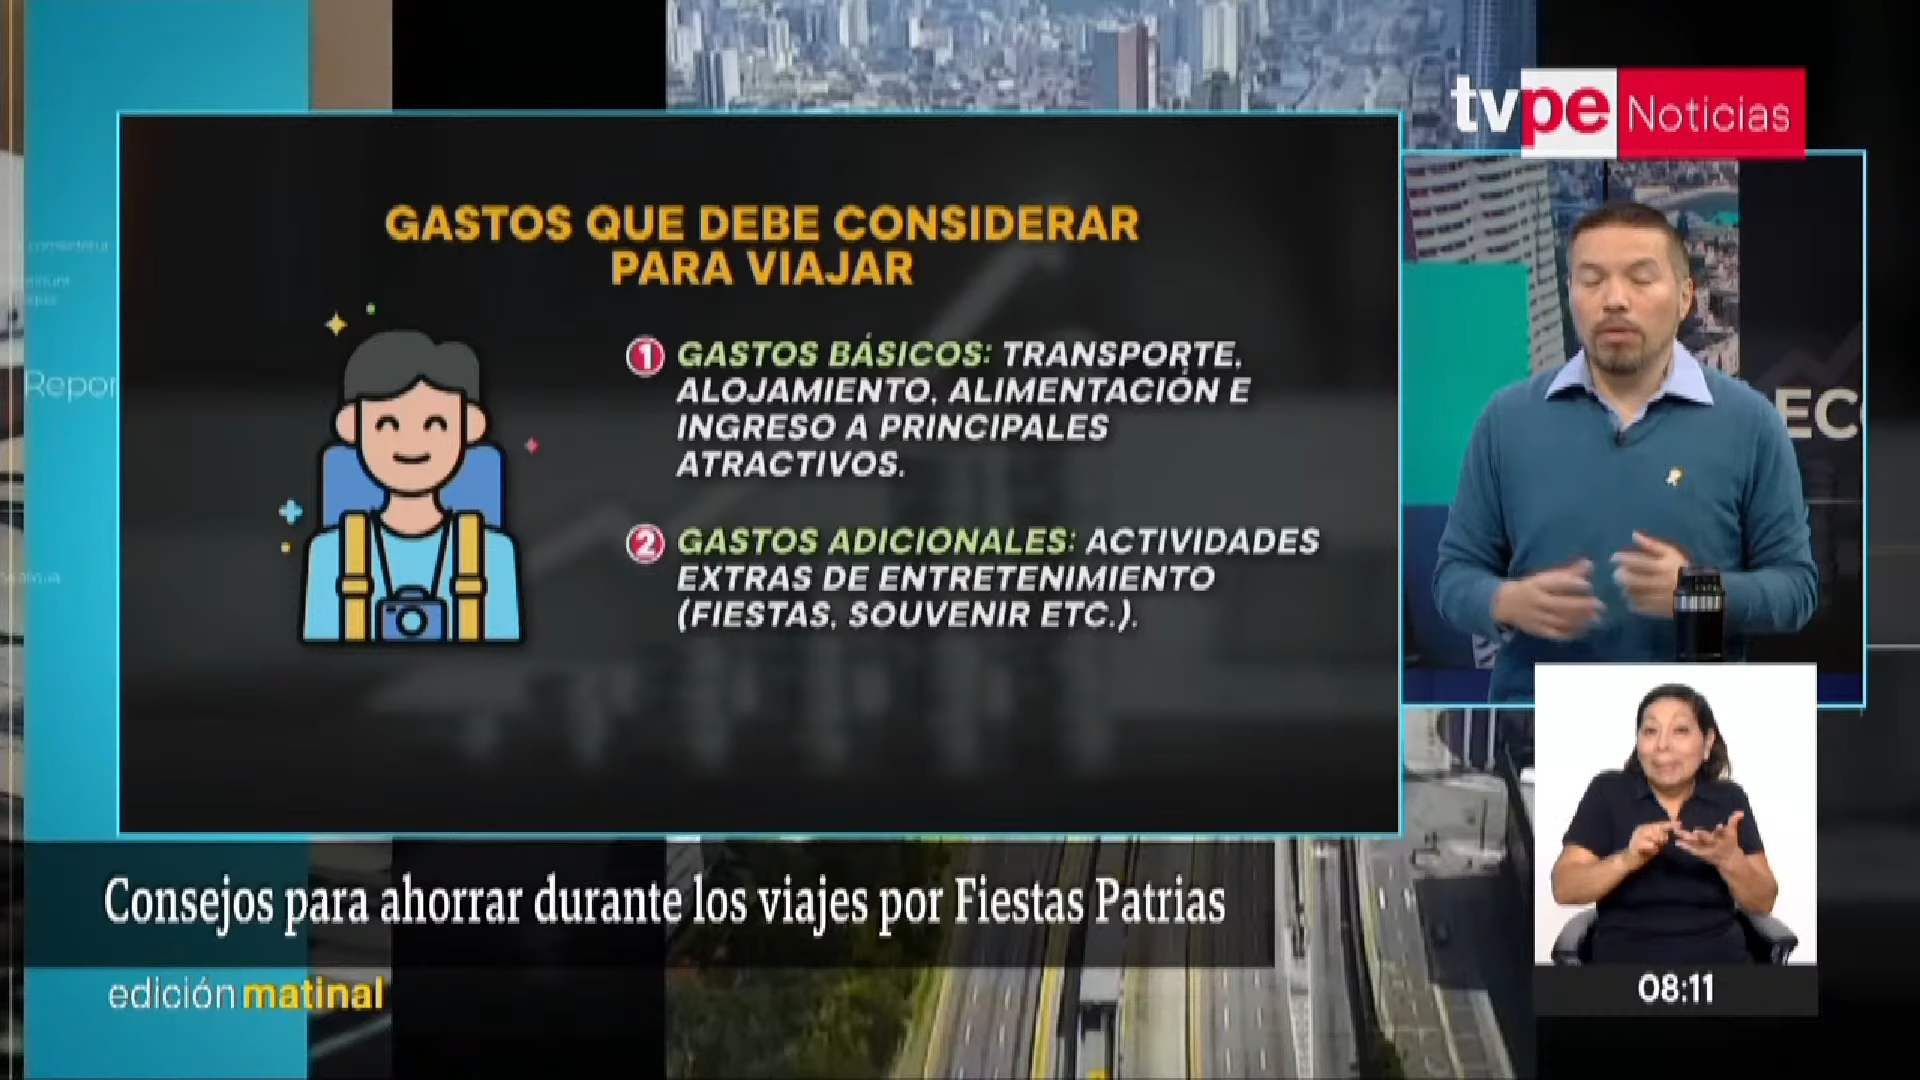 tvpe Noticias
GASTOS QUE DEBE CONSIDERAR
PARA VIAJAR
1 GASTOS BÁSICOS: TRANSPORTE,
ALOJAMIENTO, ALIMENTACIÓN E
INGRESO A PRINCIPALES
ATRACTIVOS.
2 GASTOS ADICIONALES: ACTIVIDADES
EXTRAS DE ENTRETENIMIENTO
(FIESTAS, SOUVENIR ETC.).
Repor
EC
Consejos para ahorrar durante los viajes por Fiestas Patrias
edición matinal
08:11